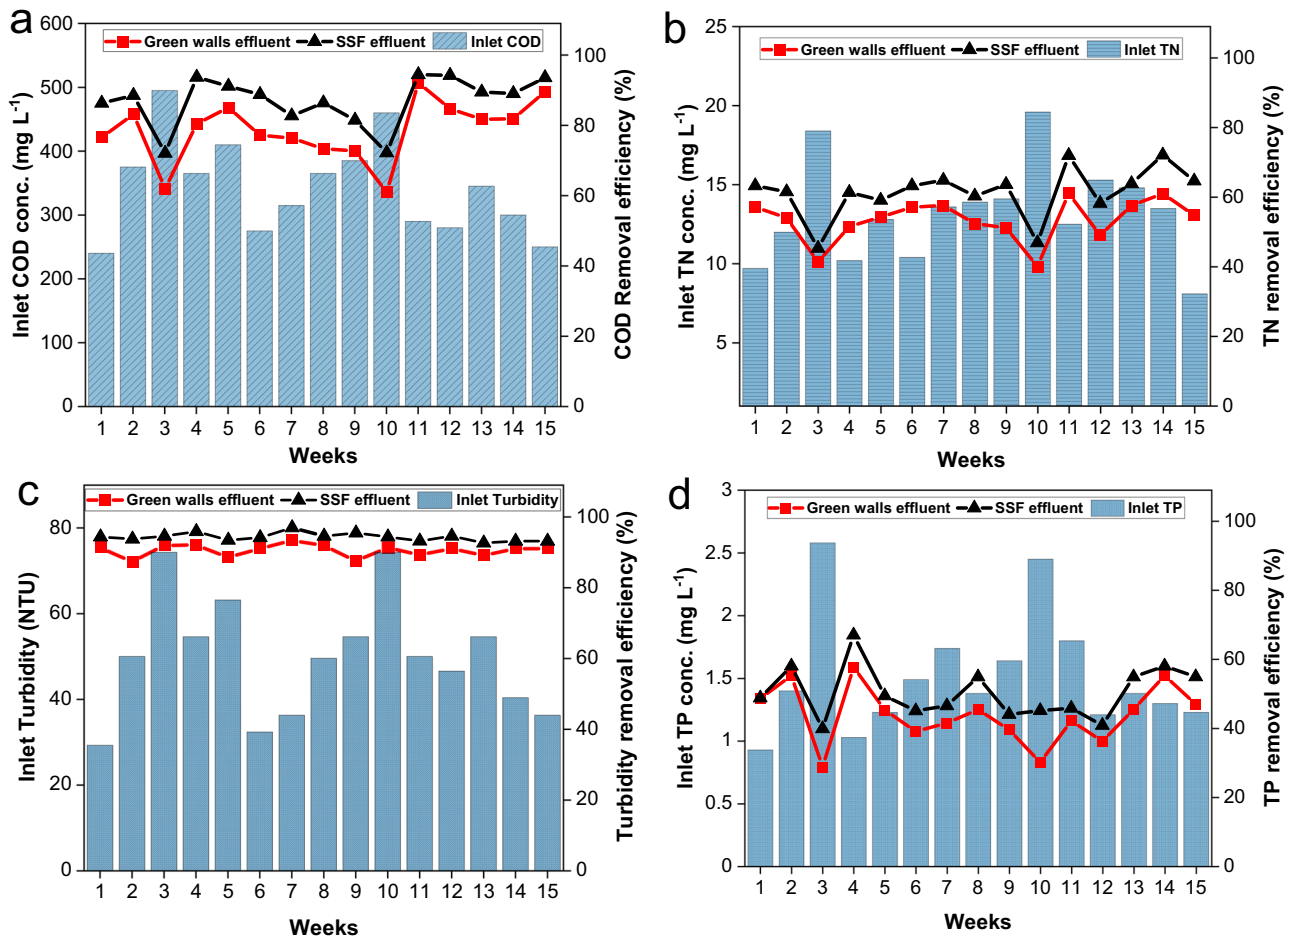 a
Green walls effluent
SSF effluent
Inlet COD
Inlet COD conc. (mg L⁻¹)
0
100
200
300
400
500
600
COD Removal efficiency (%)
0
20
40
60
80
100
1 2 3 4 5 6 7 8 9 10 11 12 13 14 15
Weeks
b
Green walls effluent
SSF effluent
Inlet TN
Inlet TN conc. (mg L⁻¹)
5
10
15
20
25
TN removal efficiency (%)
0
20
40
60
80
100
1 2 3 4 5 6 7 8 9 10 11 12 13 14 15
Weeks
c
Green walls effluent
SSF effluent
Inlet Turbidity
Inlet Turbidity (NTU)
0
20
40
60
80
Turbidity removal efficiency (%)
0
20
40
60
80
100
1 2 3 4 5 6 7 8 9 10 11 12 13 14 15
Weeks
d
Green walls effluent
SSF effluent
Inlet TP
Inlet TP conc. (mg L⁻¹)
0
0.5
1
1.5
2
2.5
3
TP removal efficiency (%)
0
20
40
60
80
100
1 2 3 4 5 6 7 8 9 10 11 12 13 14 15
Weeks